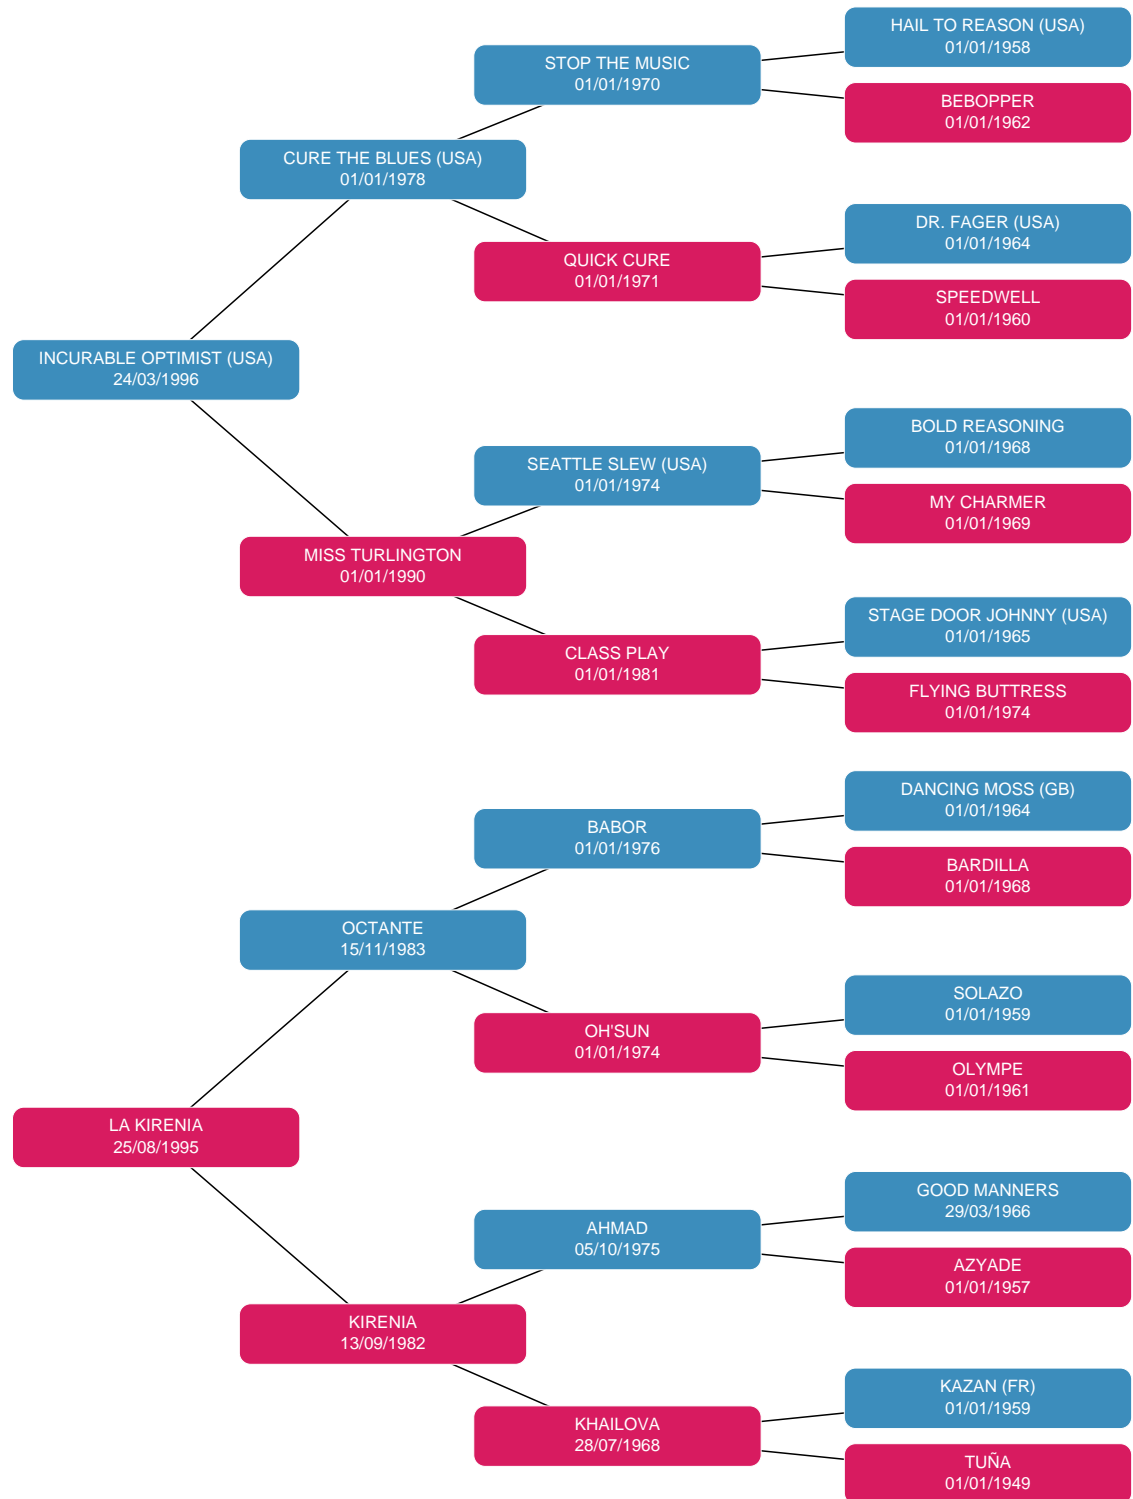 HAIL TO REASON (USA)
01/01/1958
STOP THE MUSIC
01/01/1970
BEBOPPER
01/01/1962
CURE THE BLUES (USA)
01/01/1978
DR. FAGER (USA)
01/01/1964
QUICK CURE
01/01/1971
SPEEDWELL
01/01/1960
INCURABLE OPTIMIST (USA)
24/03/1996
BOLD REASONING
01/01/1968
SEATTLE SLEW (USA)
01/01/1974
MY CHARMER
01/01/1969
MISS TURLINGTON
01/01/1990
STAGE DOOR JOHNNY (USA)
01/01/1965
CLASS PLAY
01/01/1981
FLYING BUTTRESS
01/01/1974
DANCING MOSS (GB)
01/01/1964
BABOR
01/01/1976
BARDILLA
01/01/1968
OCTANTE
15/11/1983
SOLAZO
01/01/1959
OH'SUN
01/01/1974
OLYMPE
01/01/1961
LA KIRENIA
25/08/1995
GOOD MANNERS
29/03/1966
AHMAD
05/10/1975
AZYADE
01/01/1957
KIRENIA
13/09/1982
KAZAN (FR)
01/01/1959
KHAILOVA
28/07/1968
TUÑA
01/01/1949